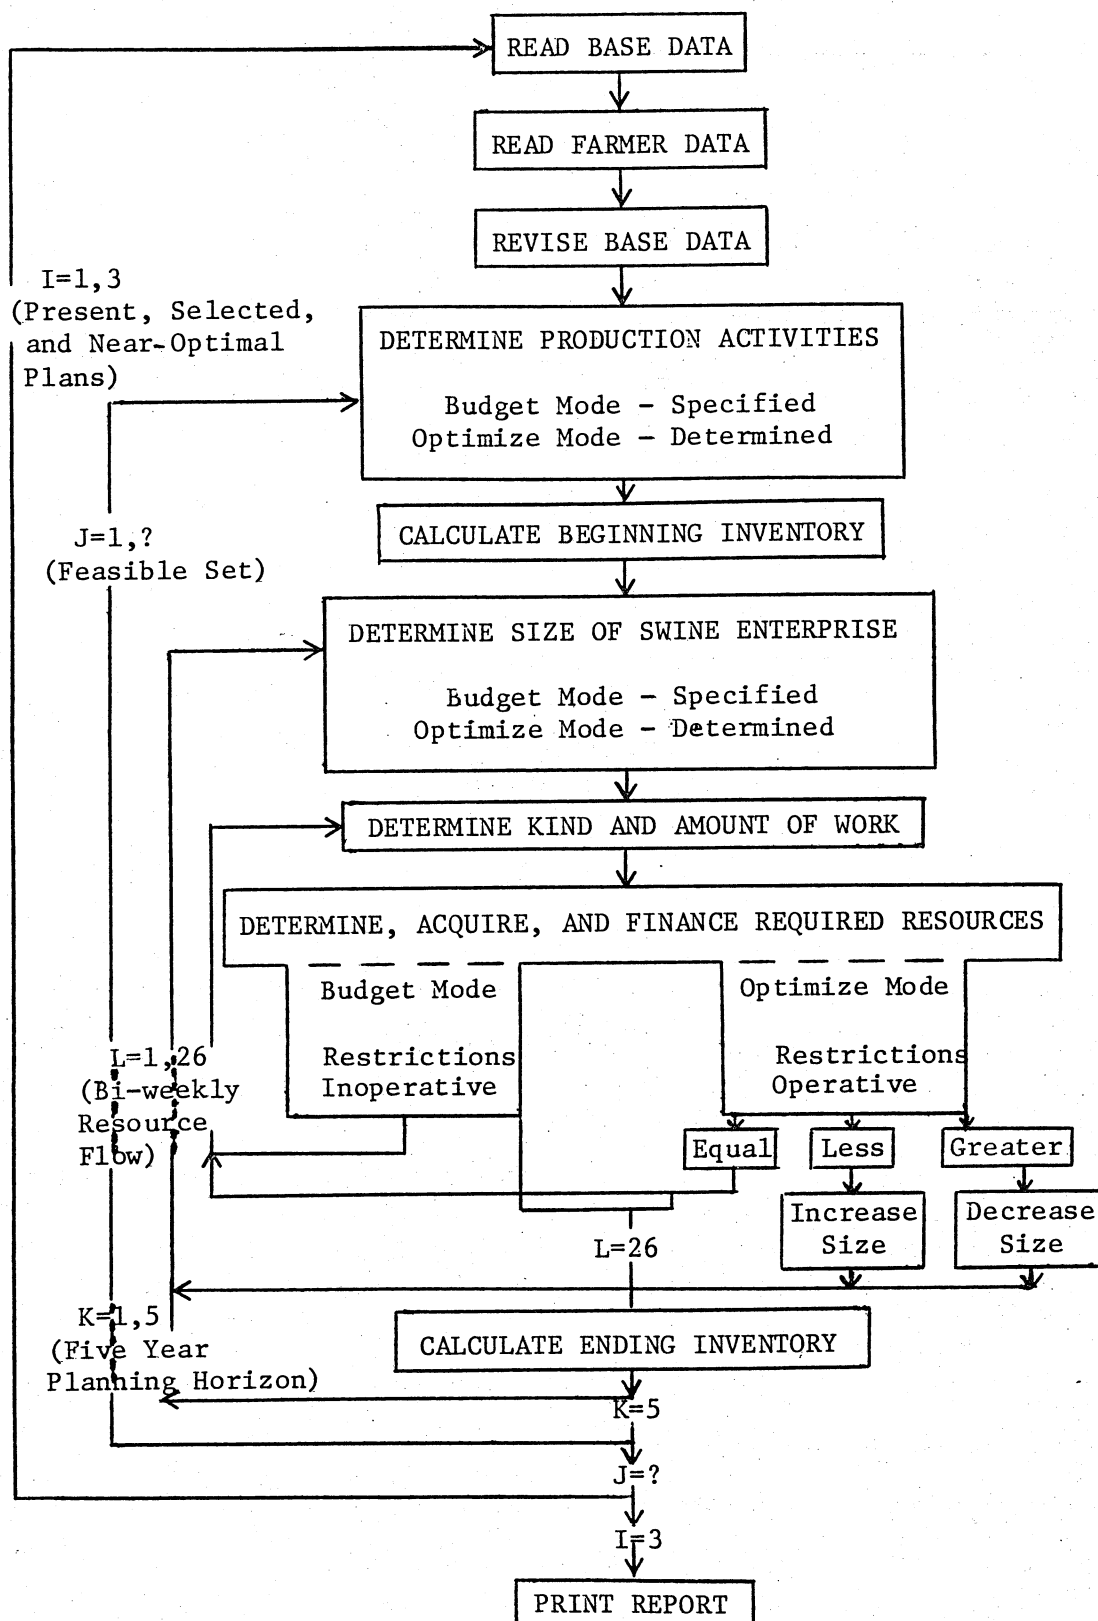 READ BASE DATA
READ FARMER DATA
REVISE BASE DATA
I=1,3
(Present, Selected,
and Near-Optimal
Plans)
DETERMINE PRODUCTION ACTIVITIES
Budget Mode - Specified
Optimize Mode - Determined
CALCULATE BEGINNING INVENTORY
J=1,?
(Feasible Set)
DETERMINE SIZE OF SWINE ENTERPRISE
Budget Mode - Specified
Optimize Mode - Determined
DETERMINE KIND AND AMOUNT OF WORK
DETERMINE, ACQUIRE, AND FINANCE REQUIRED RESOURCES
Budget Mode
Restrictions
Inoperative
Optimize Mode
Restrictions
Operative
L=1,26
(Bi-weekly
Resource
Flow)
Equal
Less
Greater
Increase
Size
Decrease
Size
L=26
K=1,5
(Five Year
Planning Horizon)
CALCULATE ENDING INVENTORY
K=5
J=?
I=3
PRINT REPORT